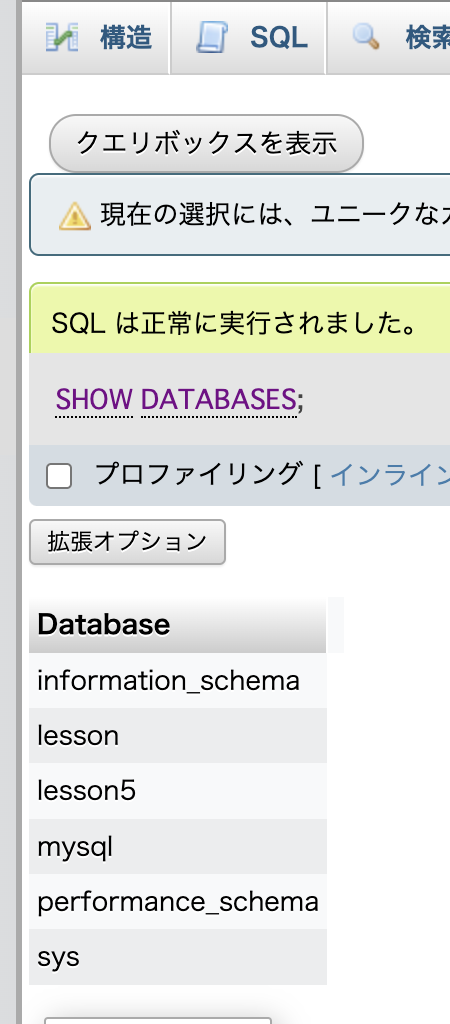 構造 SQL 検索
クエリボックスを表示
現在の選択には、ユニークな
SQL は正常に実行されました。
SHOW DATABASES;
プロファイリング [ インライン
拡張オプション
Database
information_schema
lesson
lesson5
mysql
performance_schema
sys